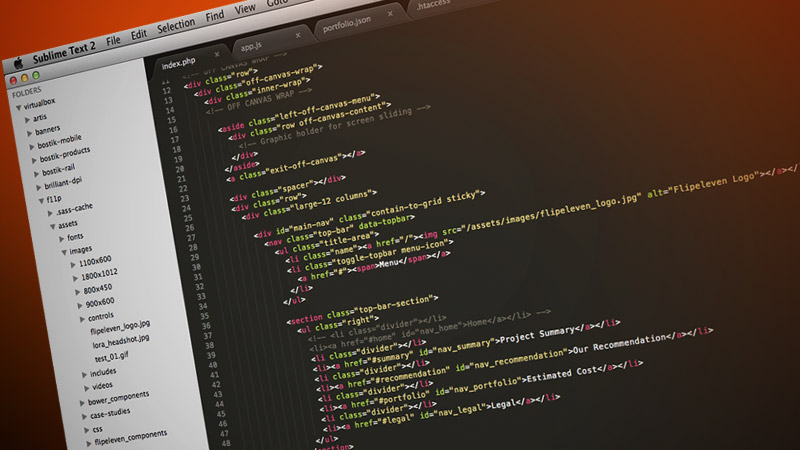 Sublime Text 2 File Edit Selection Find View Goto
FOLDERS
virtualbox
artis
banners
bostik-mobile
bostik-products
bostik-rail
brilliant-dpi
f11p
.sass-cache
assets
fonts
images
1100x600
1800x1012
800x450
900x600
controls
flipeleven_logo.jpg
lora_headshot.jpg
test_01.gif
includes
videos
bower_components
case-studies
css
flipeleven_components
index.php
app.js
portfolio.json
.htaccess
11
12
13
14
15
16
17
18
19
20
21
22
23
24
25
26
27
28
29
30
31
32
33
34
35
36
37
38
39
40
41
42
43
44
45
46
47
48
<!-- OFF CANVAS WRAP -->
<div class="row">
<div class="off-canvas-wrap">
<div class="inner-wrap">
<!-- OFF CANVAS WRAP -->
<aside class="left-off-canvas-menu">
<div class="row off-canvas-content">
<!-- Graphic holder for screen sliding -->
</div>
</aside>
<a class="exit-off-canvas"></a>
<div class="spacer"></div>
<div class="row">
<div class="large-12 columns">
<div id="main-nav" class="contain-to-grid sticky">
<nav class="top-bar" data-topbar>
<ul class="title-area">
<li class="name"><a href="/"><img src="/assets/images/flipeleven_logo.jpg" alt="Flipeleven Logo"></a></
<li class="toggle-topbar menu-icon">
<a href="#"><span>Menu</span></a>
</li>
</ul>
<section class="top-bar-section">
<ul class="right">
<!-- <li class="divider"></li>
<li><a href="#home" id="nav_home">Home</a></li> -->
<li class="divider"></li>
<li><a href="#summary" id="nav_summary">Project Summary</a></li>
<li class="divider"></li>
<li><a href="#recommendation" id="nav_recommendation">Our Recommendation</a></li>
<li class="divider"></li>
<li><a href="#portfolio" id="nav_portfolio">Estimated Cost</a></li>
<li class="divider"></li>
<li><a href="#legal" id="nav_legal">Legal</a></li>
</ul>
</section>